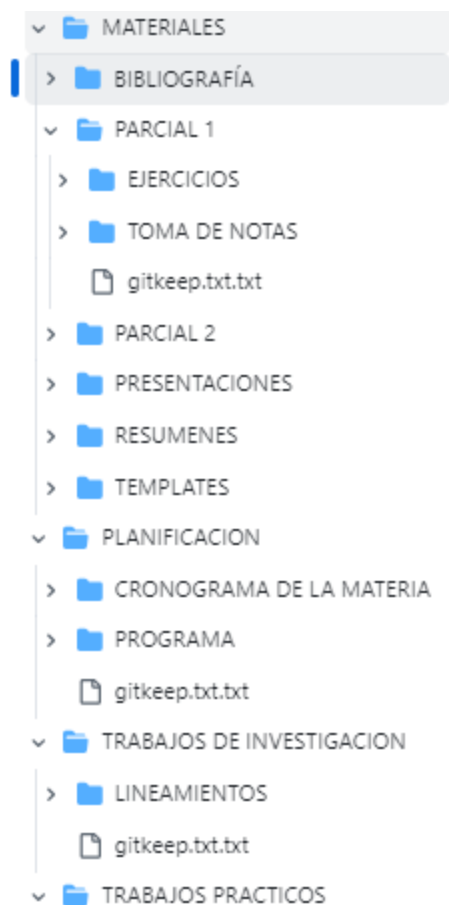 MATERIALES
BIBLIOGRAFÍA
PARCIAL 1
EJERCICIOS
TOMA DE NOTAS
gitkeep.txt.txt
PARCIAL 2
PRESENTACIONES
RESUMENES
TEMPLATES
PLANIFICACION
CRONOGRAMA DE LA MATERIA
PROGRAMA
gitkeep.txt.txt
TRABAJOS DE INVESTIGACION
LINEAMIENTOS
gitkeep.txt.txt
TRABAJOS PRACTICOS